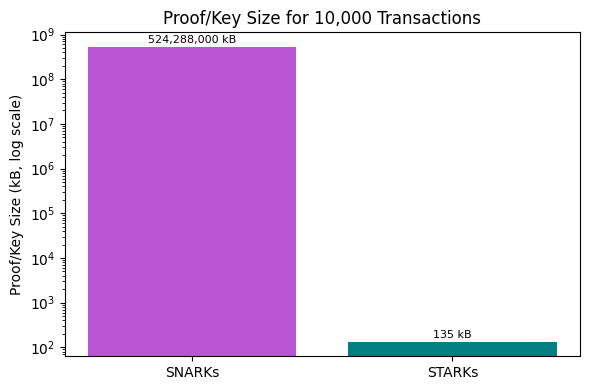 Proof/Key Size for 10,000 Transactions
Proof/Key Size (kB, log scale)
10⁹
10⁸
10⁷
10⁶
10⁵
10⁴
10³
10²
524,288,000 kB
135 kB
SNARKs
STARKs